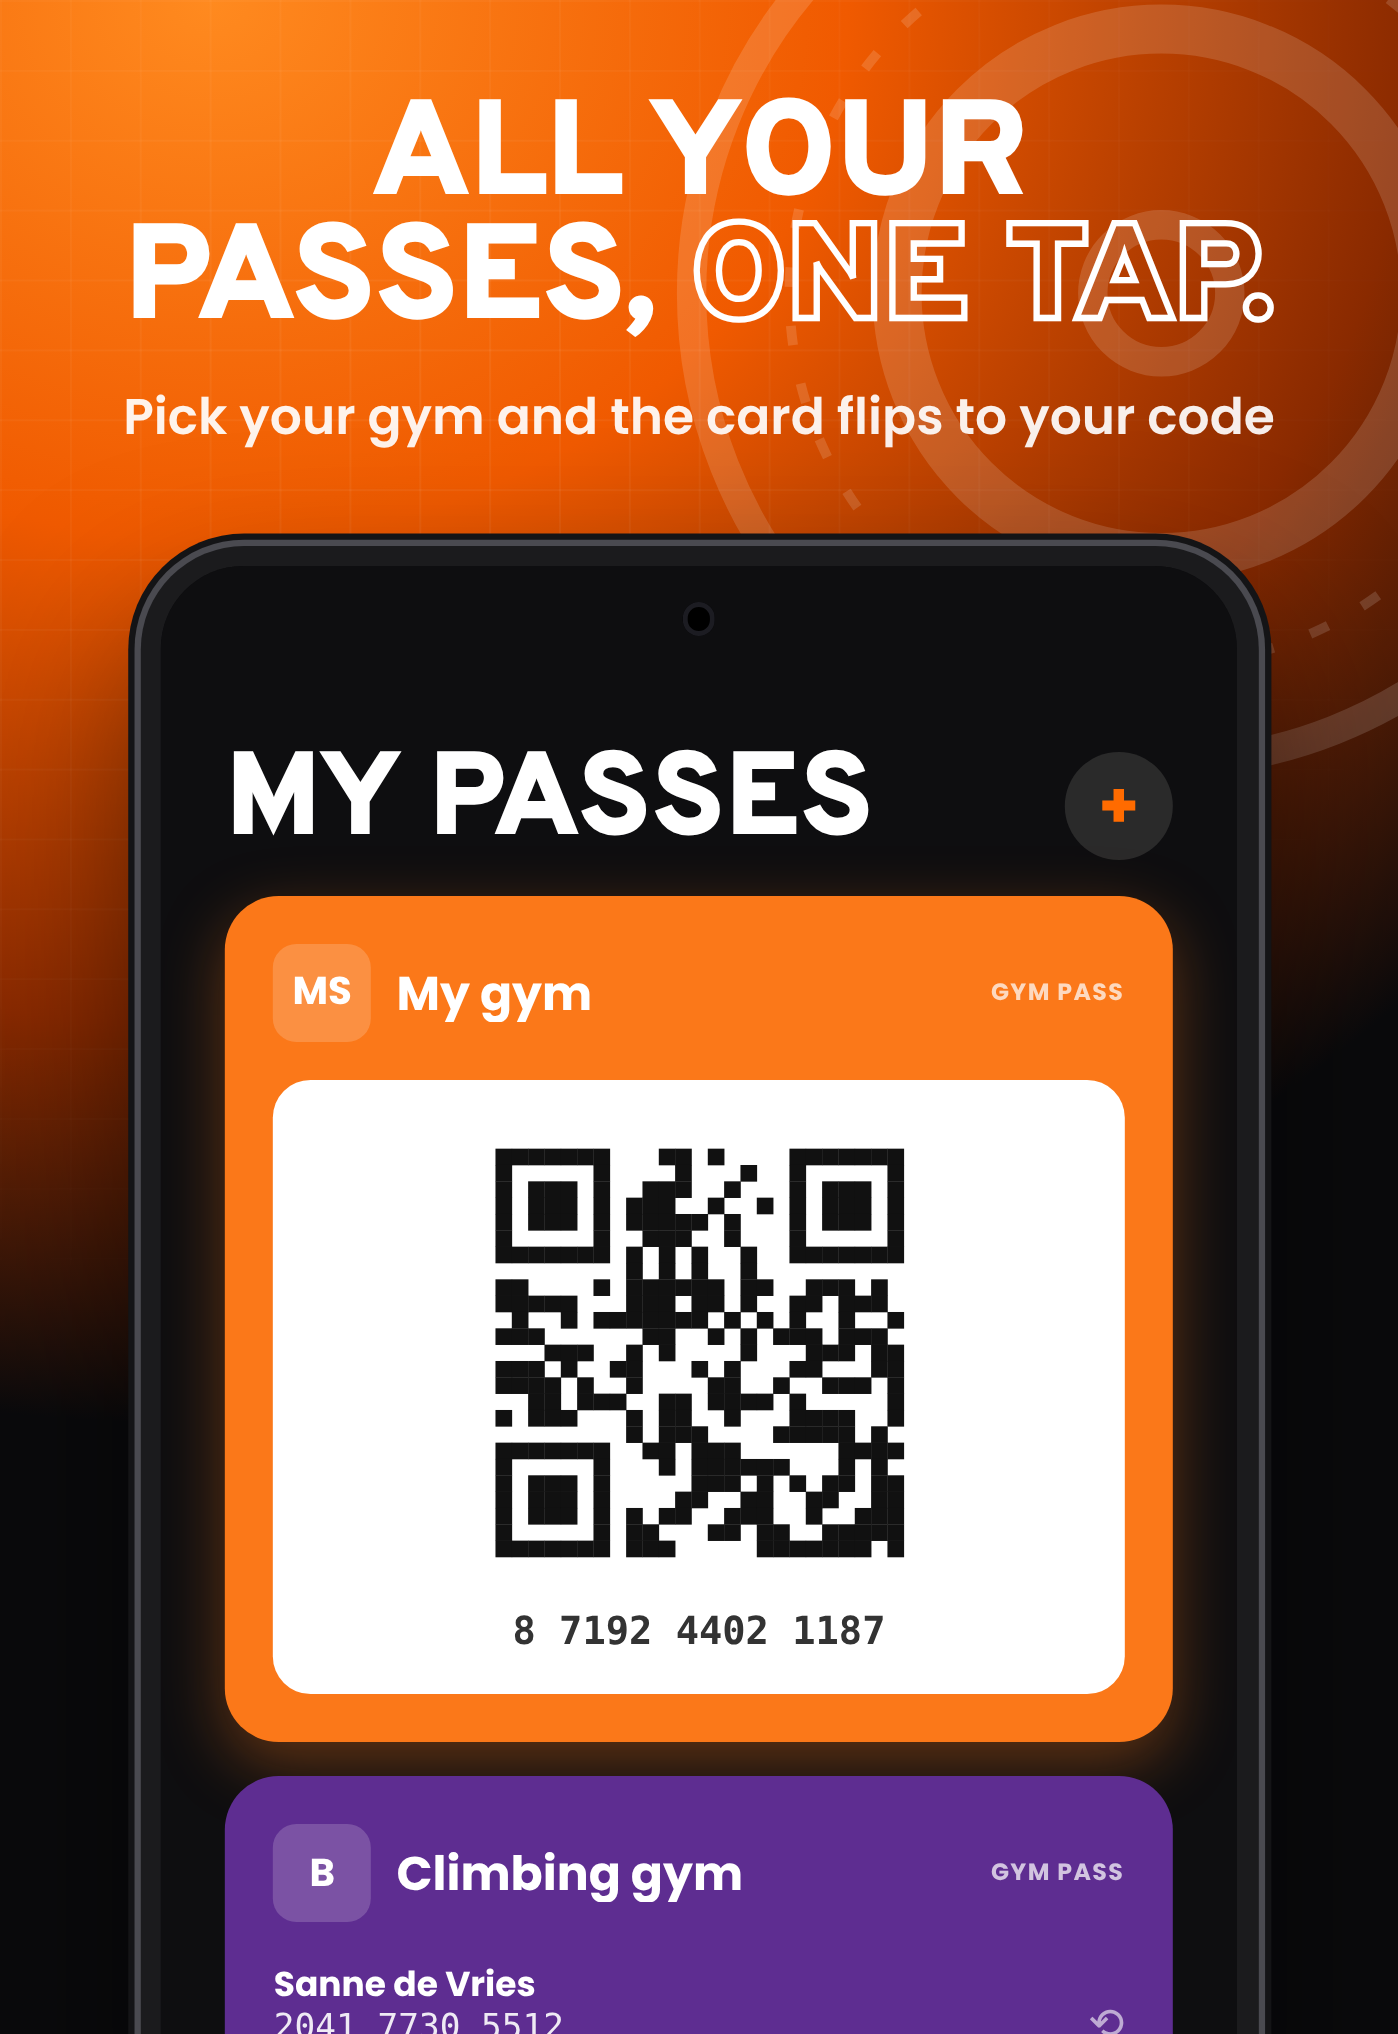 ALL YOUR
PASSES, ONE TAP.
Pick your gym and the card flips to your code
MY PASSES
+
MS My gym GYM PASS
8 7192 4402 1187
B Climbing gym GYM PASS
Sanne de Vries
2041 7730 5512